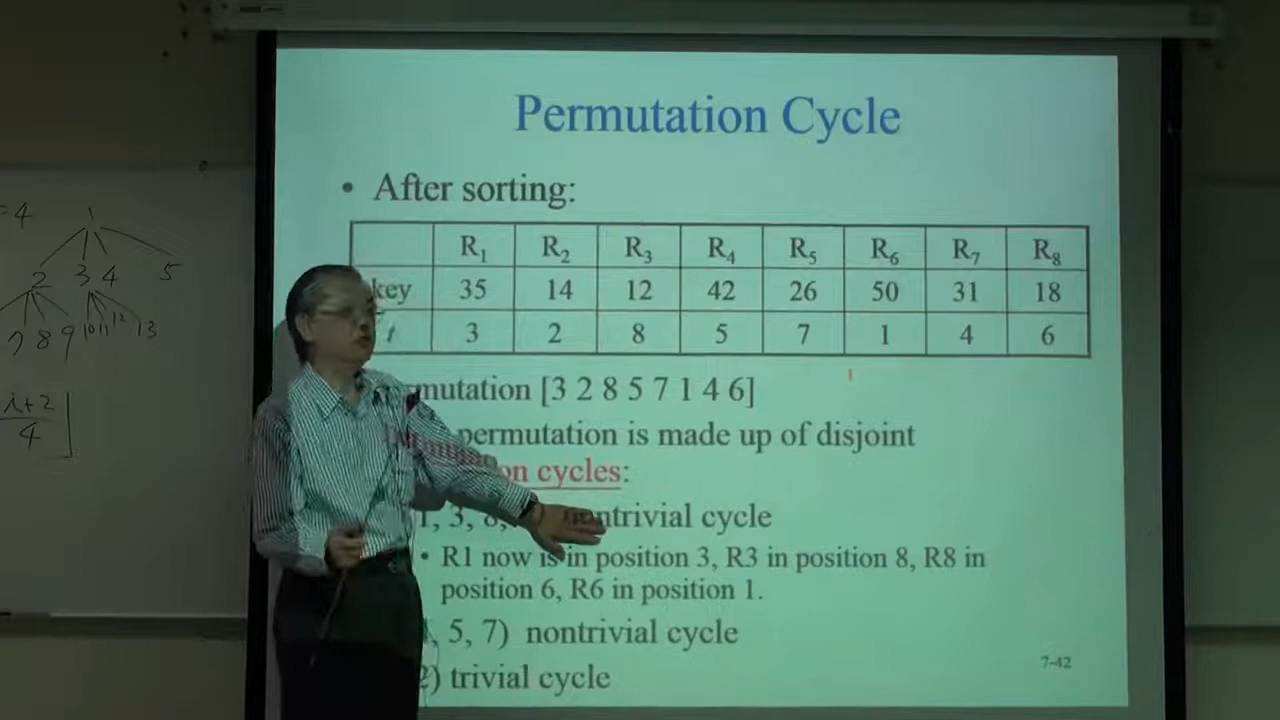 Permutation Cycle
• After sorting:
R₁ R₂ R₃ R₄ R₅ R₆ R₇ R₈
key 35 14 12 42 26 50 31 18
t 3 2 8 5 7 1 4 6
mutation [3 2 8 5 7 1 4 6]
permutation is made up of disjoint
on cycles:
1, 3, 8, nontrivial cycle
• R1 now is in position 3, R3 in position 8, R8 in
position 6, R6 in position 1.
, 5, 7) nontrivial cycle
2) trivial cycle
7-42
=4 1
2 3 4 5
7 8 9 10 11 12 13
i+2
4